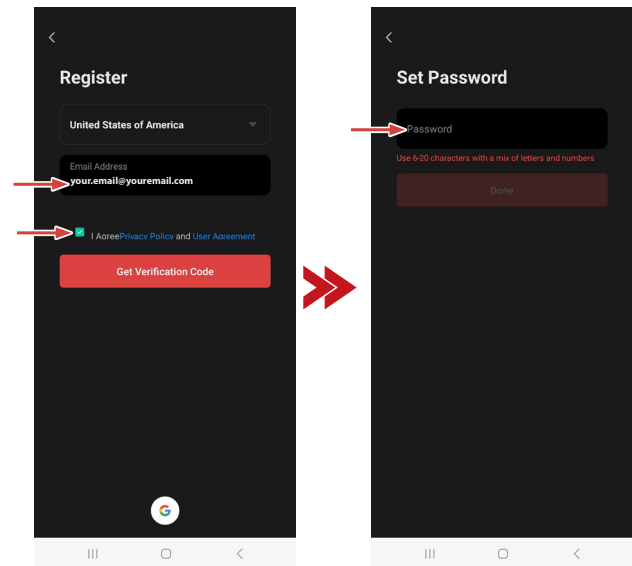 Register
United States of America
Email Address
your.email@youremail.com
I AgreePrivacy Policy and User Agreement
Get Verification Code
G
Set Password
Password
Use 6-20 characters with a mix of letters and numbers
Done